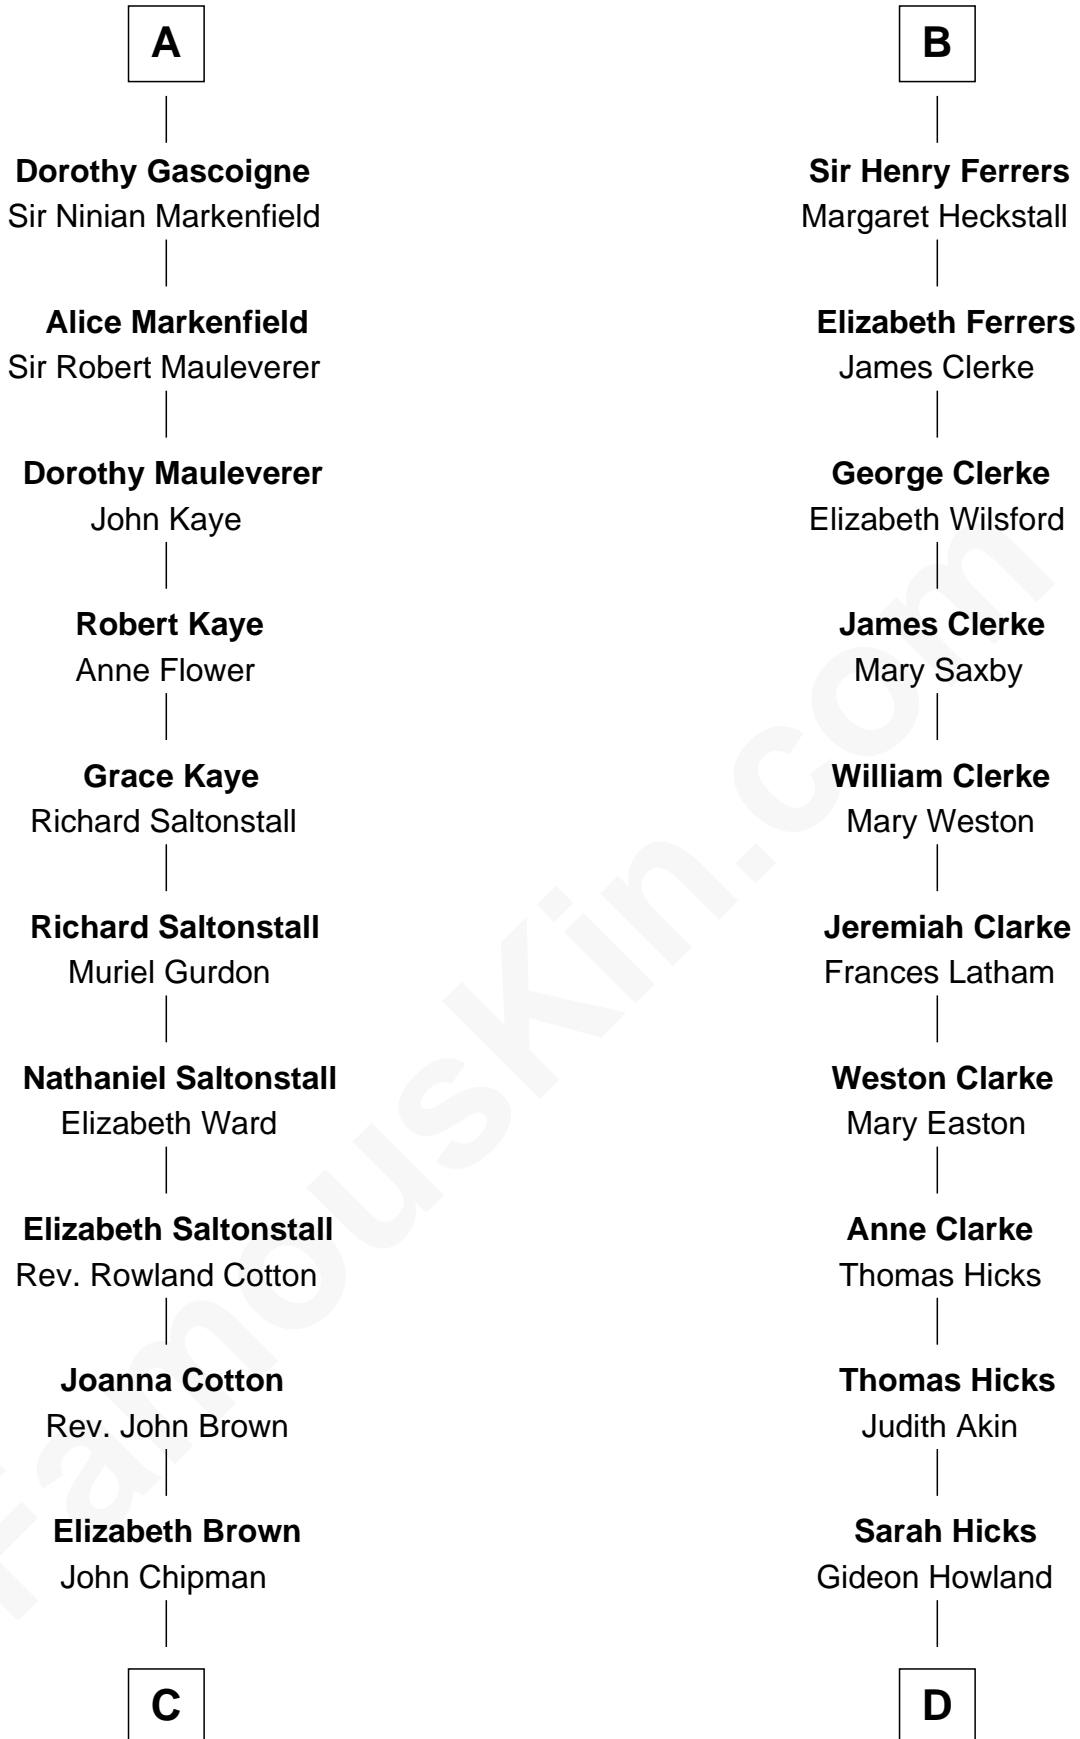 A
Dorothy Gascoigne
Sir Ninian Markenfield
Alice Markenfield
Sir Robert Mauleverer
Dorothy Mauleverer
John Kaye
Robert Kaye
Anne Flower
Grace Kaye
Richard Saltonstall
Richard Saltonstall
Muriel Gurdon
Nathaniel Saltonstall
Elizabeth Ward
Elizabeth Saltonstall
Rev. Rowland Cotton
Joanna Cotton
Rev. John Brown
Elizabeth Brown
John Chipman
C
B
Sir Henry Ferrers
Margaret Heckstall
Elizabeth Ferrers
James Clerke
George Clerke
Elizabeth Wilsford
James Clerke
Mary Saxby
William Clerke
Mary Weston
Jeremiah Clarke
Frances Latham
Weston Clarke
Mary Easton
Anne Clarke
Thomas Hicks
Thomas Hicks
Judith Akin
Sarah Hicks
Gideon Howland
D
FamousKin.com